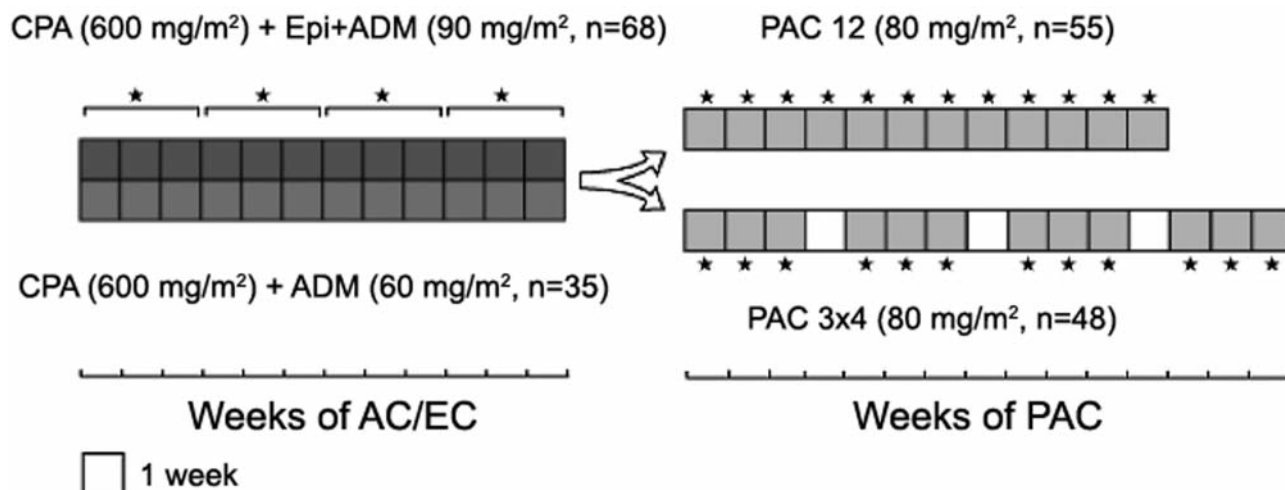 CPA (600 mg/m²) + Epi+ADM (90 mg/m², n=68)
PAC 12 (80 mg/m², n=55)
CPA (600 mg/m²) + ADM (60 mg/m², n=35)
PAC 3x4 (80 mg/m², n=48)
Weeks of AC/EC
Weeks of PAC
1 week